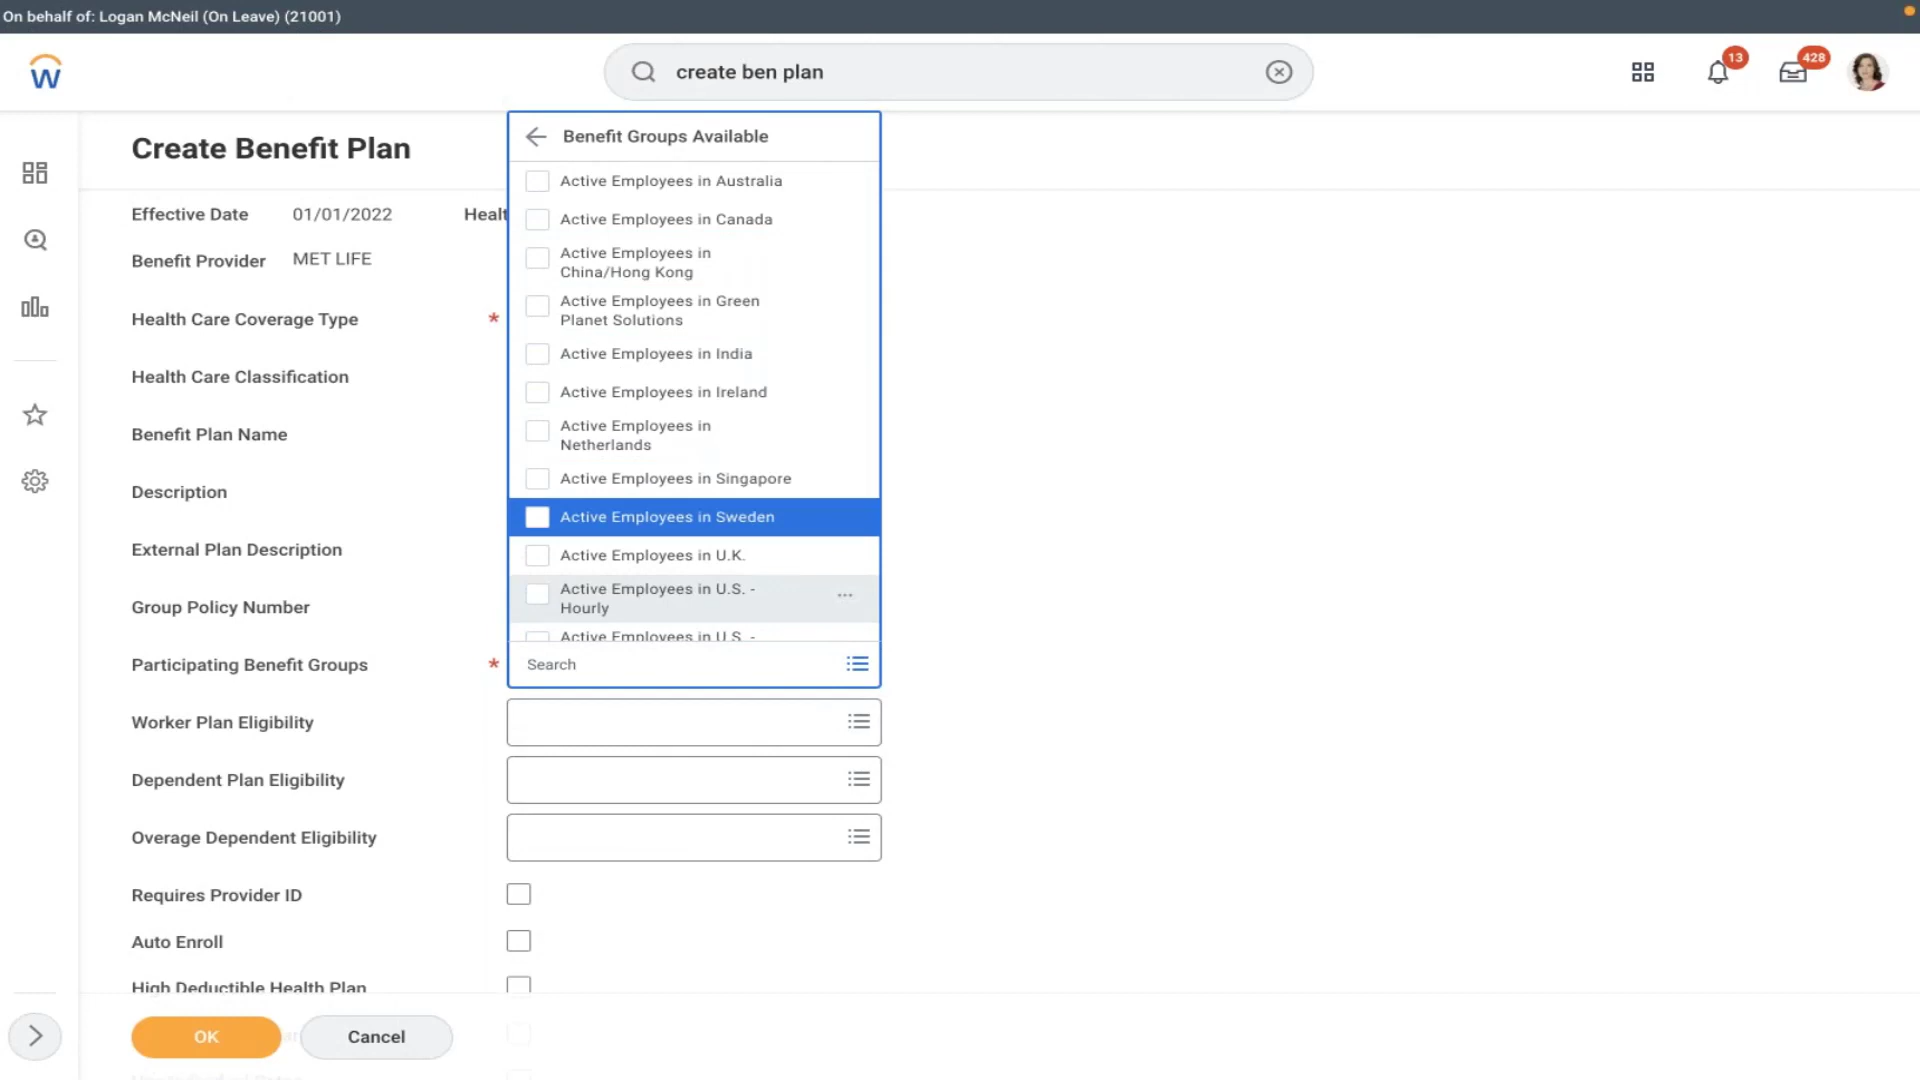 On behalf of: Logan McNeil (On Leave) (21001)
create ben plan
13
428
Create Benefit Plan
Benefit Groups Available
Effective Date 01/01/2022
Benefit Provider MET LIFE
Health Care Coverage Type *
Health Care Classification
Benefit Plan Name
Description
External Plan Description
Group Policy Number
Participating Benefit Groups *
Active Employees in Australia
Active Employees in Canada
Active Employees in
China/Hong Kong
Active Employees in Green
Planet Solutions
Active Employees in India
Active Employees in Ireland
Active Employees in
Netherlands
Active Employees in Singapore
Active Employees in Sweden
Active Employees in U.K.
Active Employees in U.S. -
Hourly
Active Employees in U.S. -
Search
Worker Plan Eligibility
Dependent Plan Eligibility
Overage Dependent Eligibility
Requires Provider ID
Auto Enroll
High Deductible Health Plan
OK
Cancel